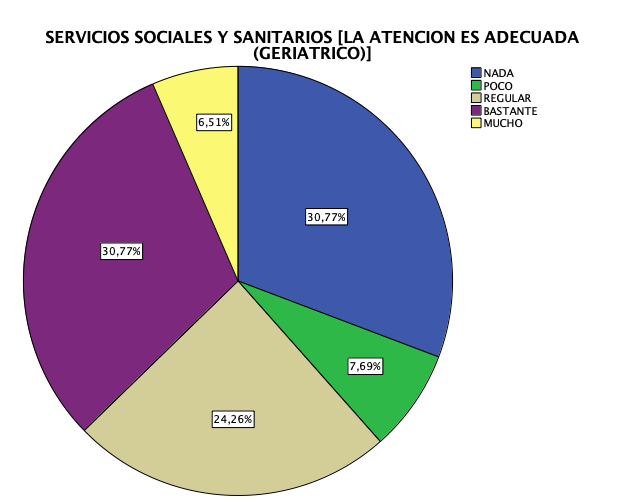 SERVICIOS SOCIALES Y SANITARIOS [LA ATENCION ES ADECUADA
(GERIATRICO)]
NADA
POCO
REGULAR
BASTANTE
MUCHO
6,51%
30,77%
30,77%
7,69%
24,26%